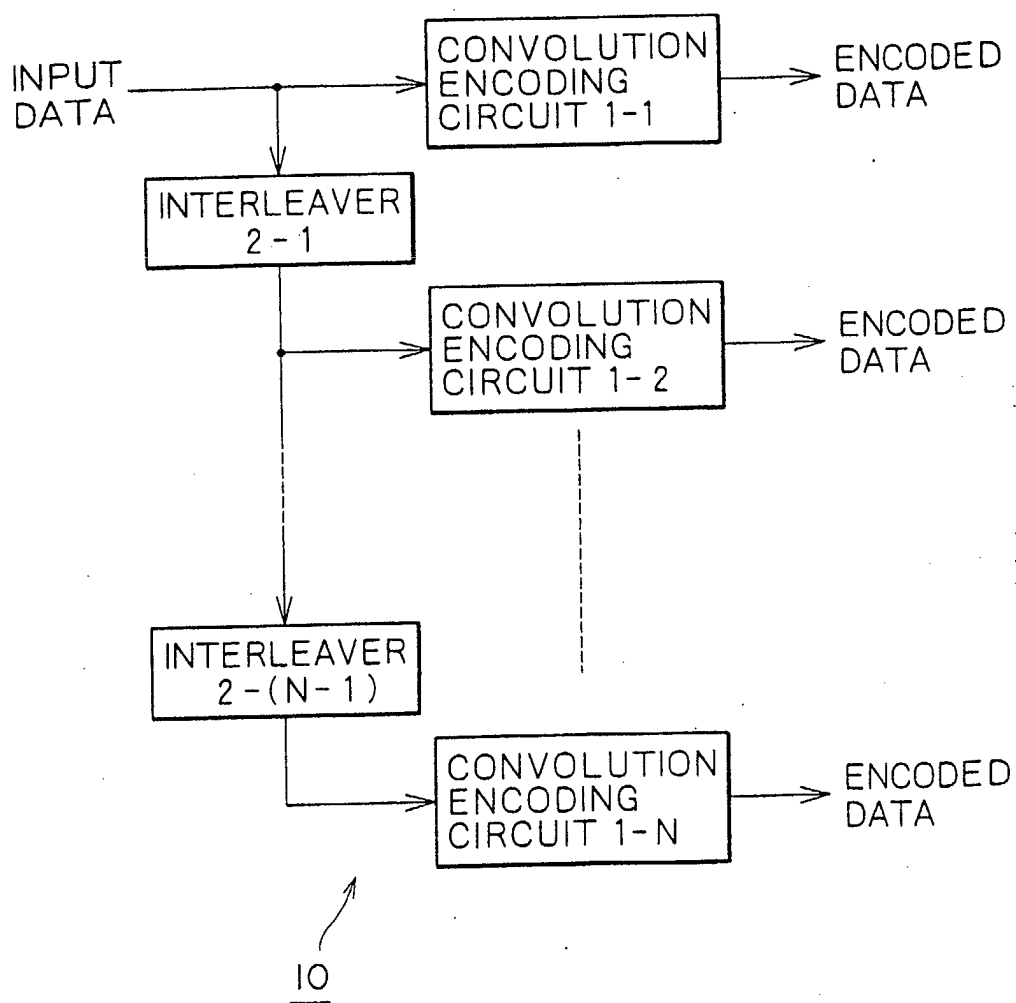 INPUT
DATA
CONVOLUTION
ENCODING
CIRCUIT 1-1
ENCODED
DATA
INTERLEAVER
2-1
CONVOLUTION
ENCODING
CIRCUIT 1-2
ENCODED
DATA
INTERLEAVER
2-(N-1)
CONVOLUTION
ENCODING
CIRCUIT 1-N
ENCODED
DATA
10